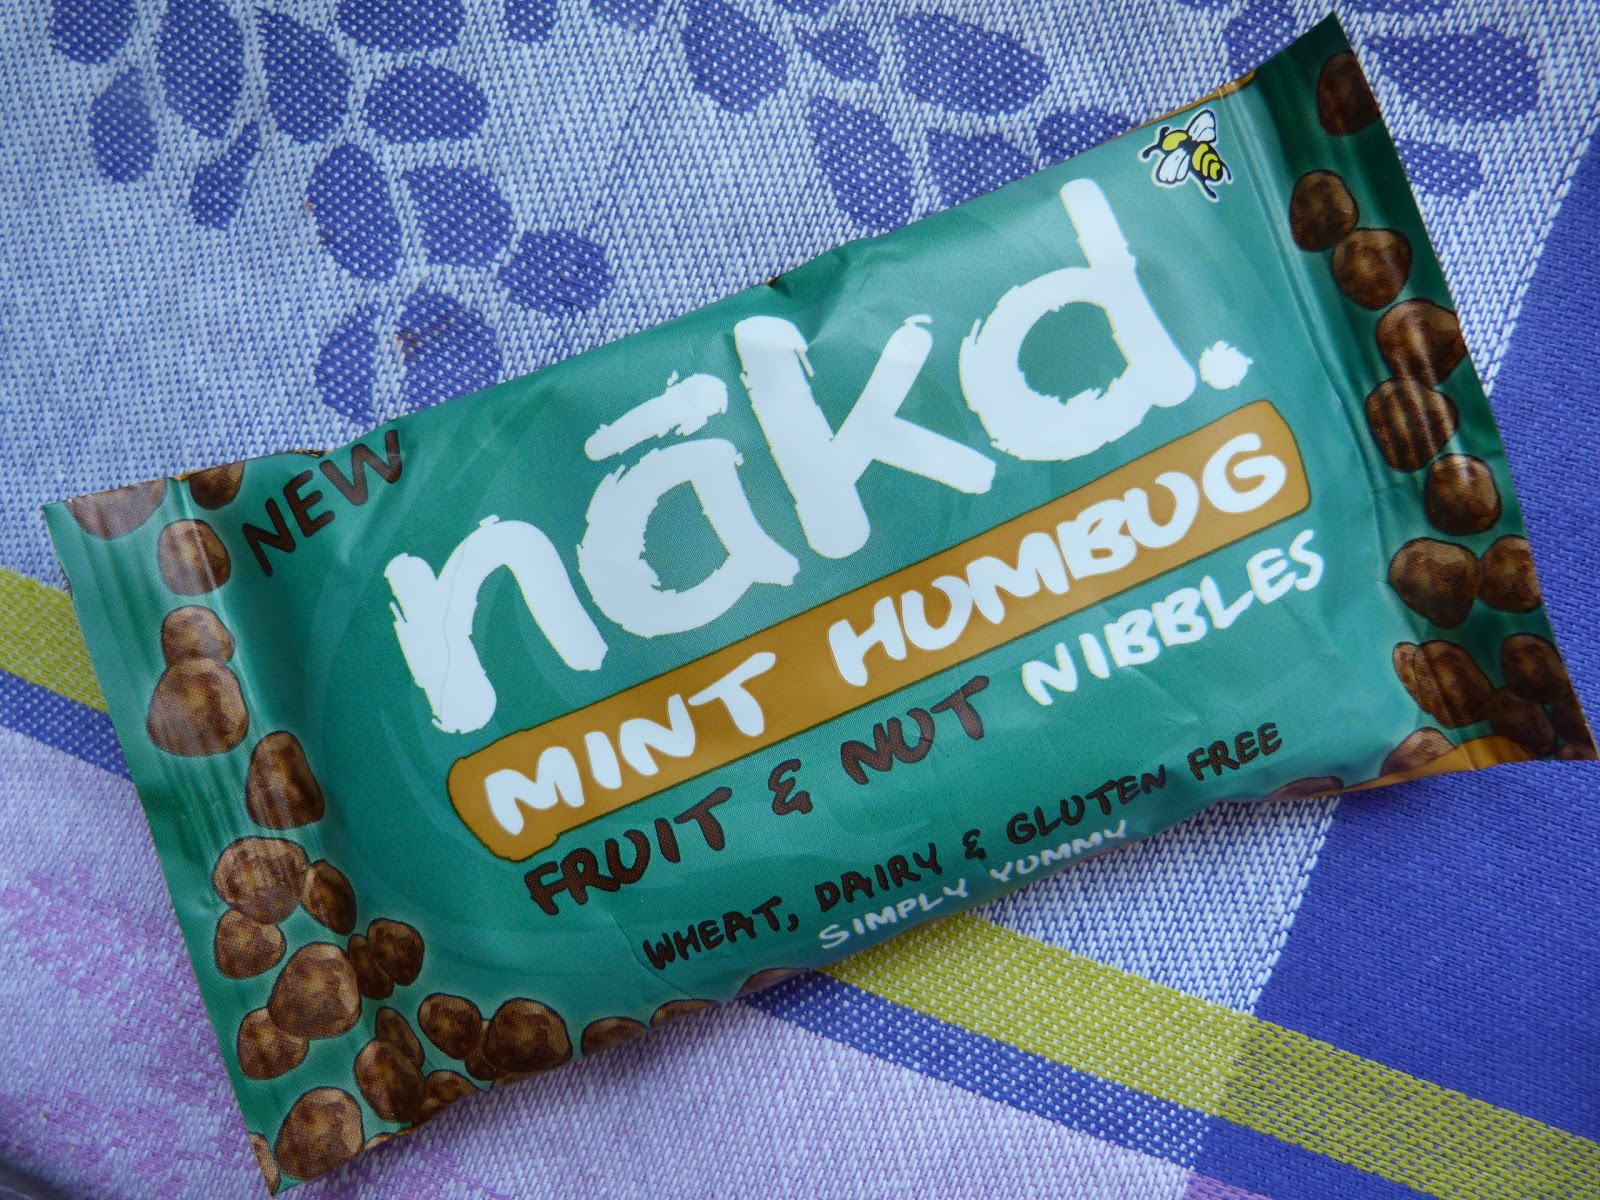 NEW
nākd.
MINT HUMBUG
FRUIT & NUT NIBBLES
WHEAT, DAIRY & GLUTEN FREE
SIMPLY YUMMY